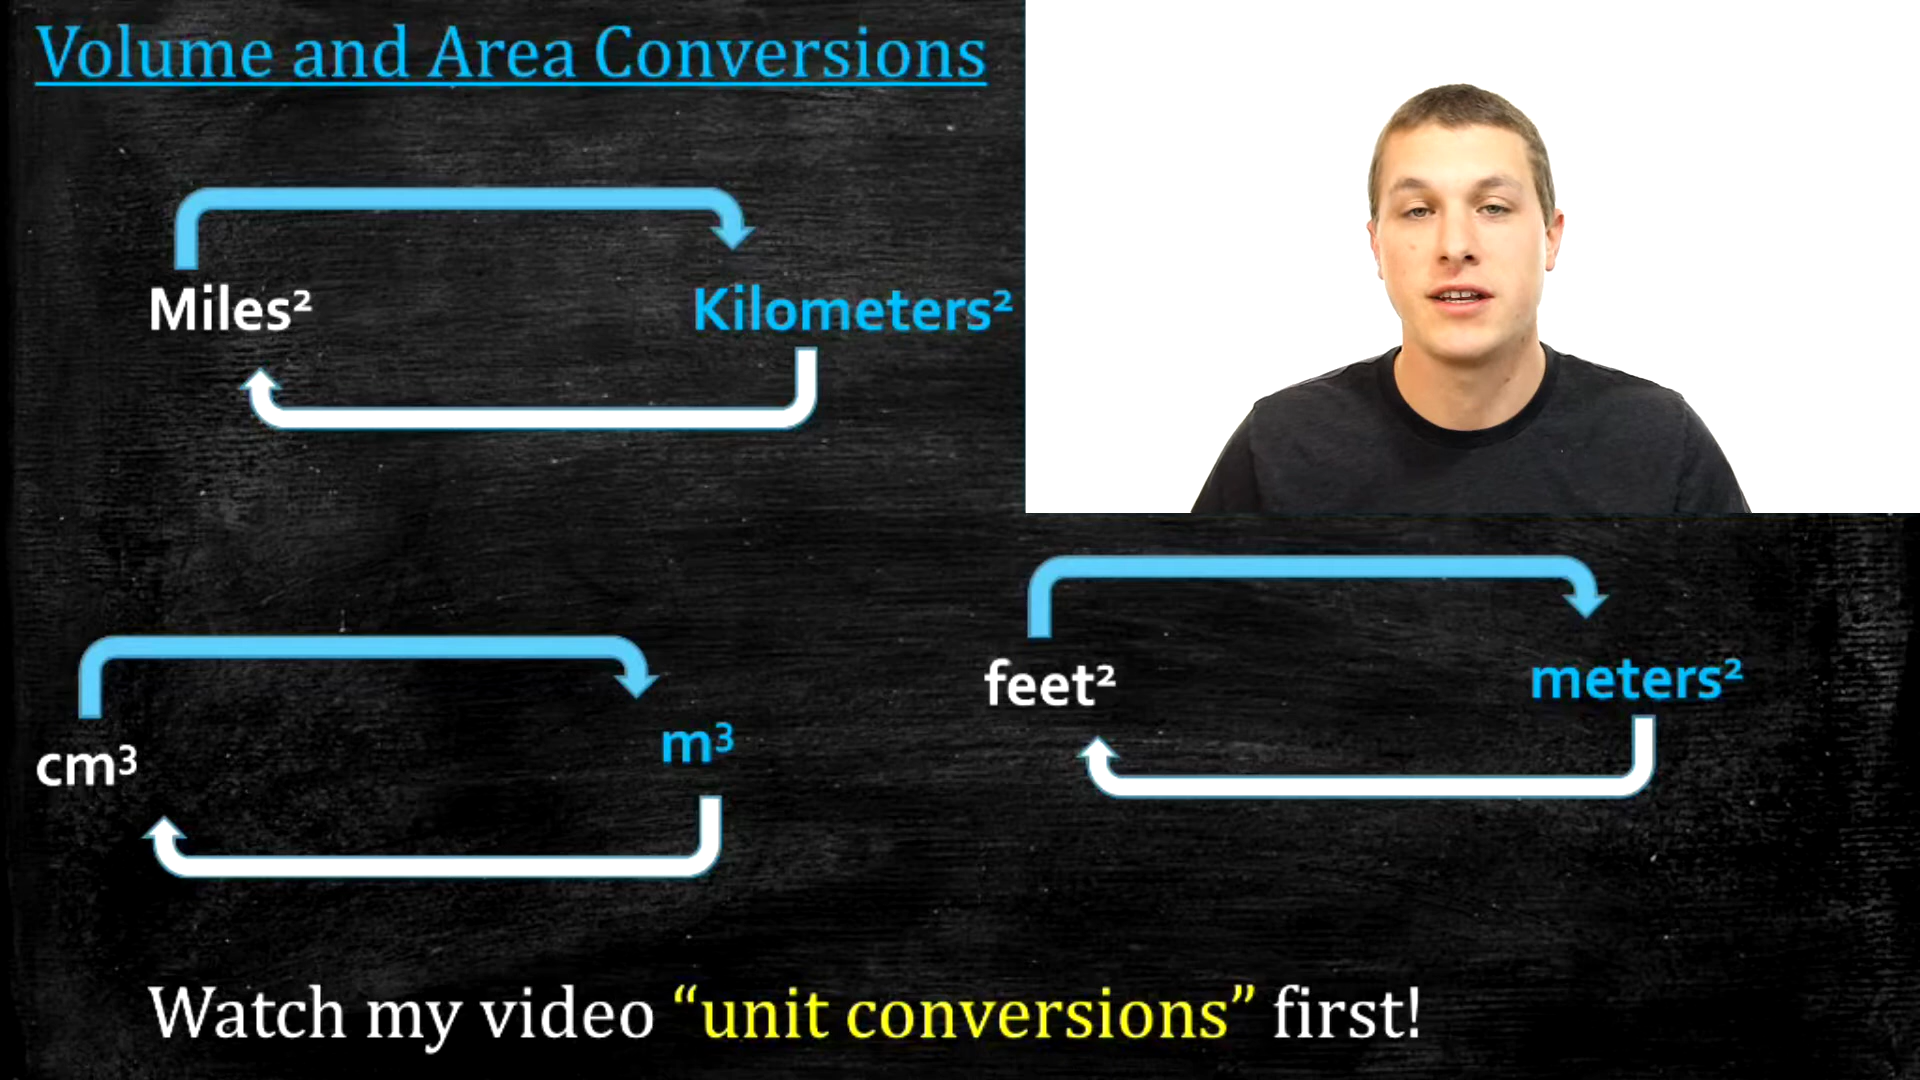 Volume and Area Conversions
Miles² Kilometers²
feet² meters²
cm³ m³
Watch my video “unit conversions” first!